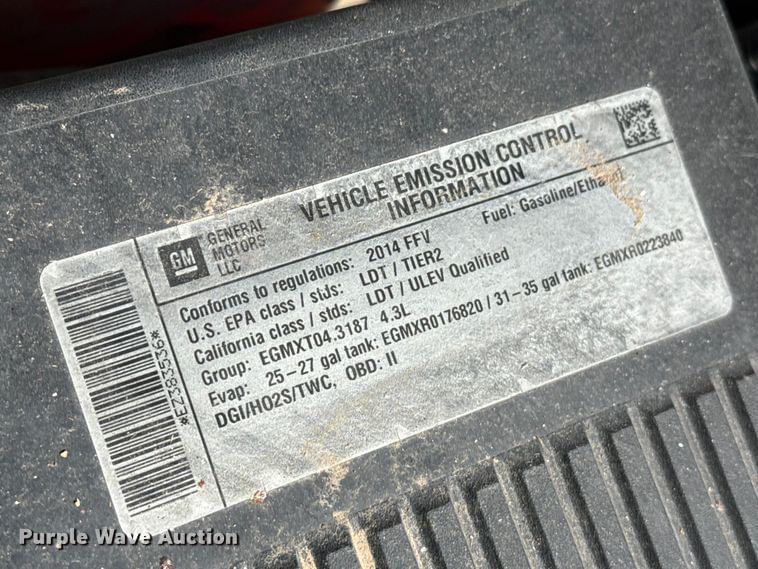 GM
GENERAL
MOTORS
LLC
VEHICLE EMISSION CONTROL
INFORMATION
Conforms to regulations: 2014 FFV
Fuel: Gasoline/Ethanol
U.S. EPA class / stds: LDT / TIER2
California class / stds: LDT / ULEV Qualified
Group: EGMXT04.3187 4.3L
Evap: 25-27 gal tank: EGMXR0176820 / 31-35 gal tank: EGMXR0223840
DGI/HO2S/TWC, OBD: II
*EZ383536*
Purple Wave Auction